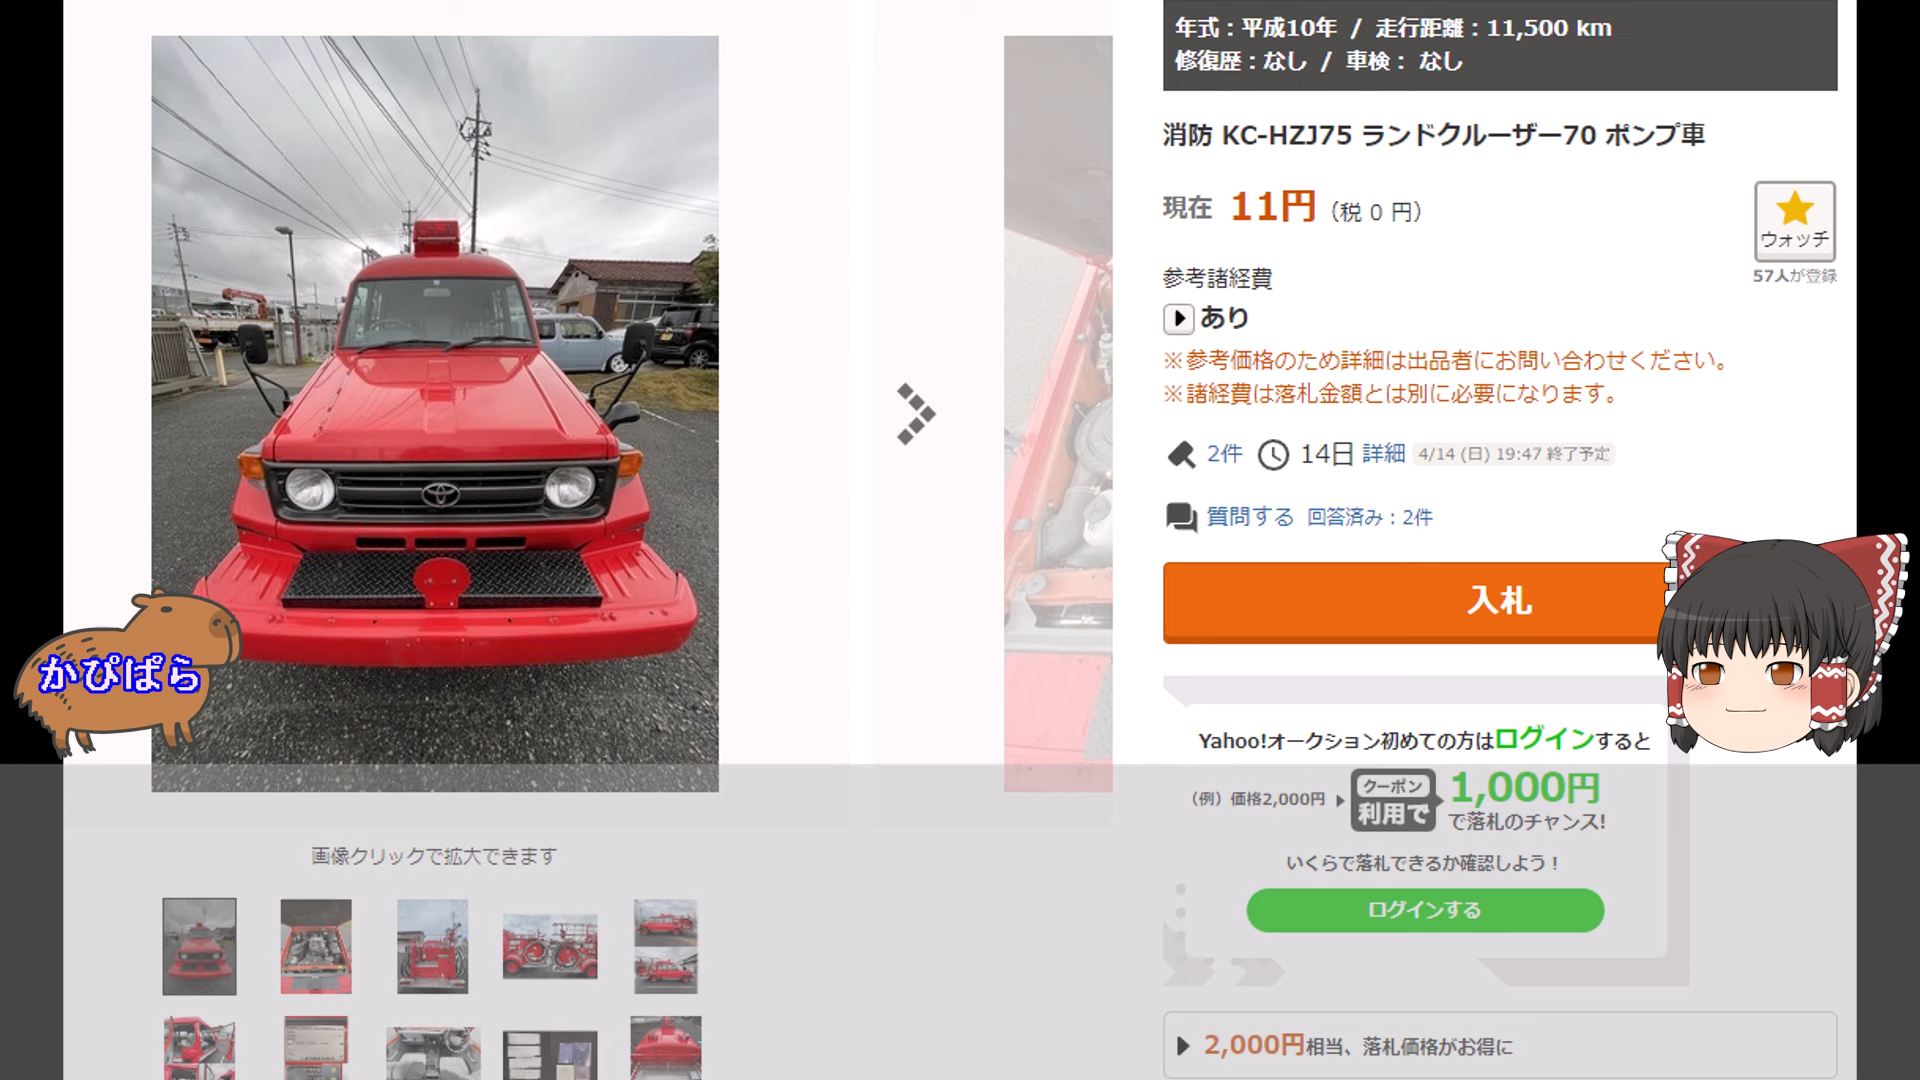 年式：平成10年 / 走行距離：11,500 km
修復歴：なし / 車検： なし
消防 KC-HZJ75 ランドクルーザー70 ポンプ車
現在 11円（税 0 円）
ウォッチ
57人が登録
参考諸経費
あり
※参考価格のため詳細は出品者にお問い合わせください。
※諸経費は落札金額とは別に必要になります。
2件 14日 詳細 4/14 (日) 19:47 終了予定
質問する 回答済み：2件
入札
かぴぱら
Yahoo!オークション初めての方はログインすると
（例）価格2,000円 クーポン利用で 1,000円
で落札のチャンス!
いくらで落札できるか確認しよう！
ログインする
画像クリックで拡大できます
2,000円相当、落札価格がお得に